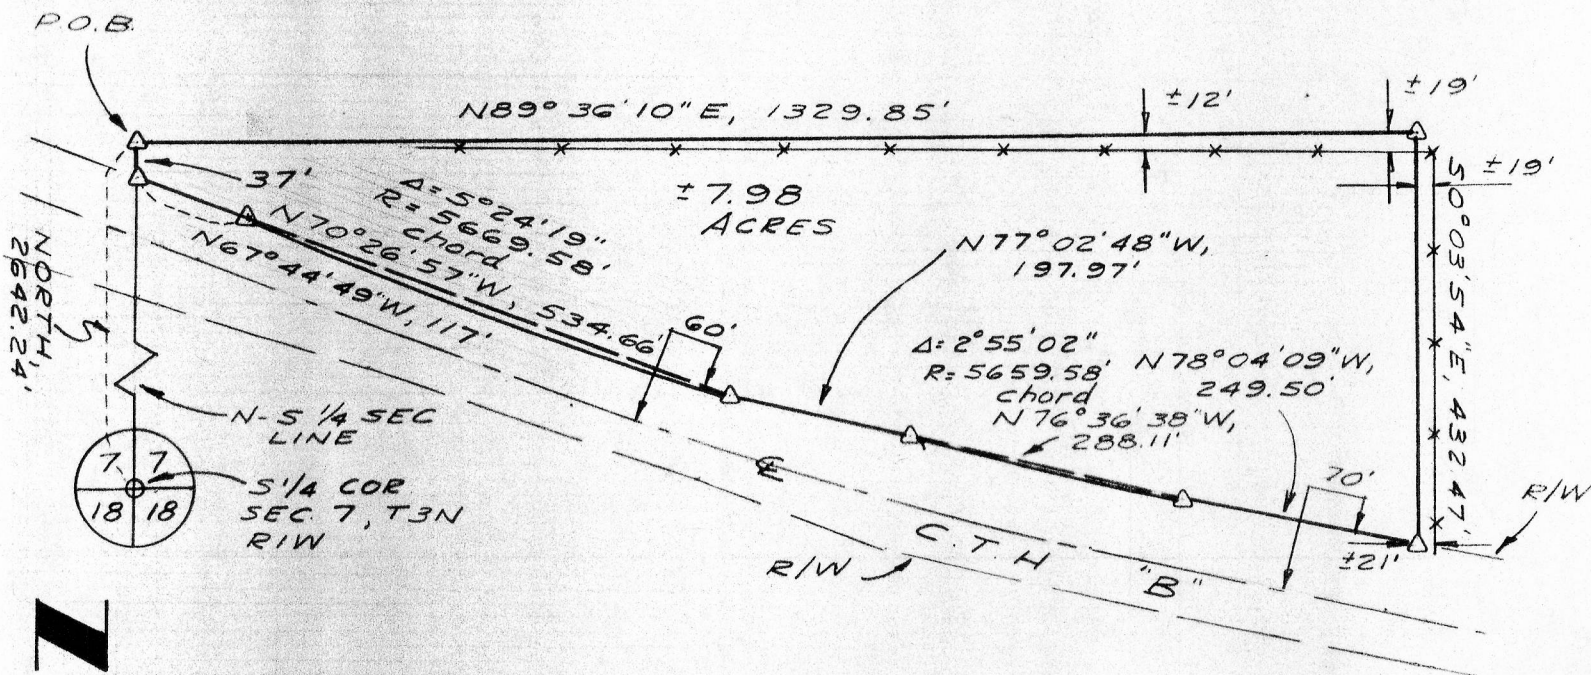 P.O.B.
N89° 36' 10" E, 1329.85'
±12'
±19'
±19'
37'
Δ= 5°24'19"
R= 5669.58'
chord
N70°26'57"W, 534.66'
N67°44'49"W, 117'
±7.98
ACRES
N77°02'48"W,
197.97'
S0°03'54"E, 432.47'
NORTH,
2642.24'
60'
Δ= 2°55'02"
R= 5659.58'
chord
N76°36'38"W,
288.11'
N78°04'09"W,
249.50'
N-S 1/4 SEC
LINE
7 7
18 18
S 1/4 COR
SEC. 7, T3N
R1W
℄
70'
R/W
C.T.H "B"
R/W
±21'